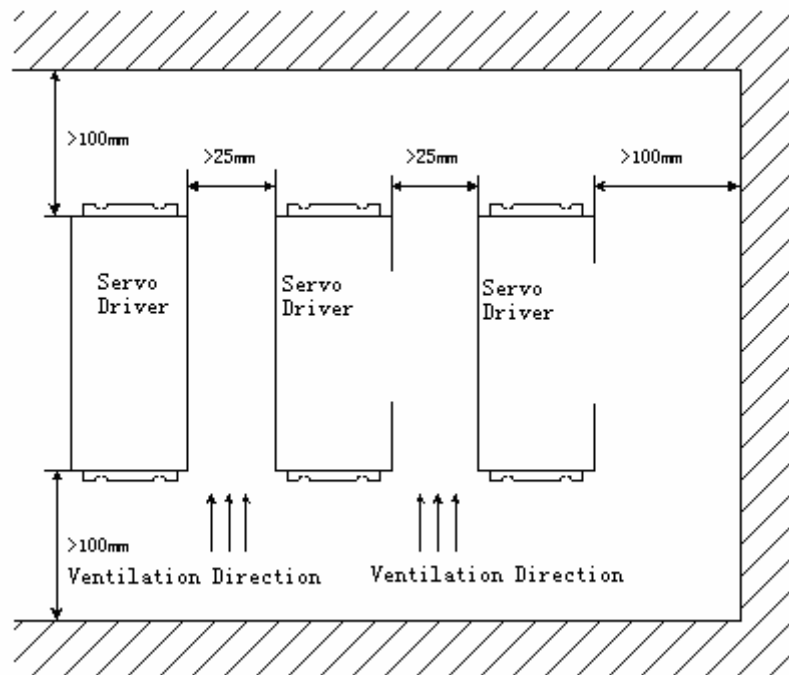 >100mm
>25mm
>25mm
>100mm
Servo
Driver
Servo
Driver
Servo
Driver
>100mm
Ventilation Direction
Ventilation Direction